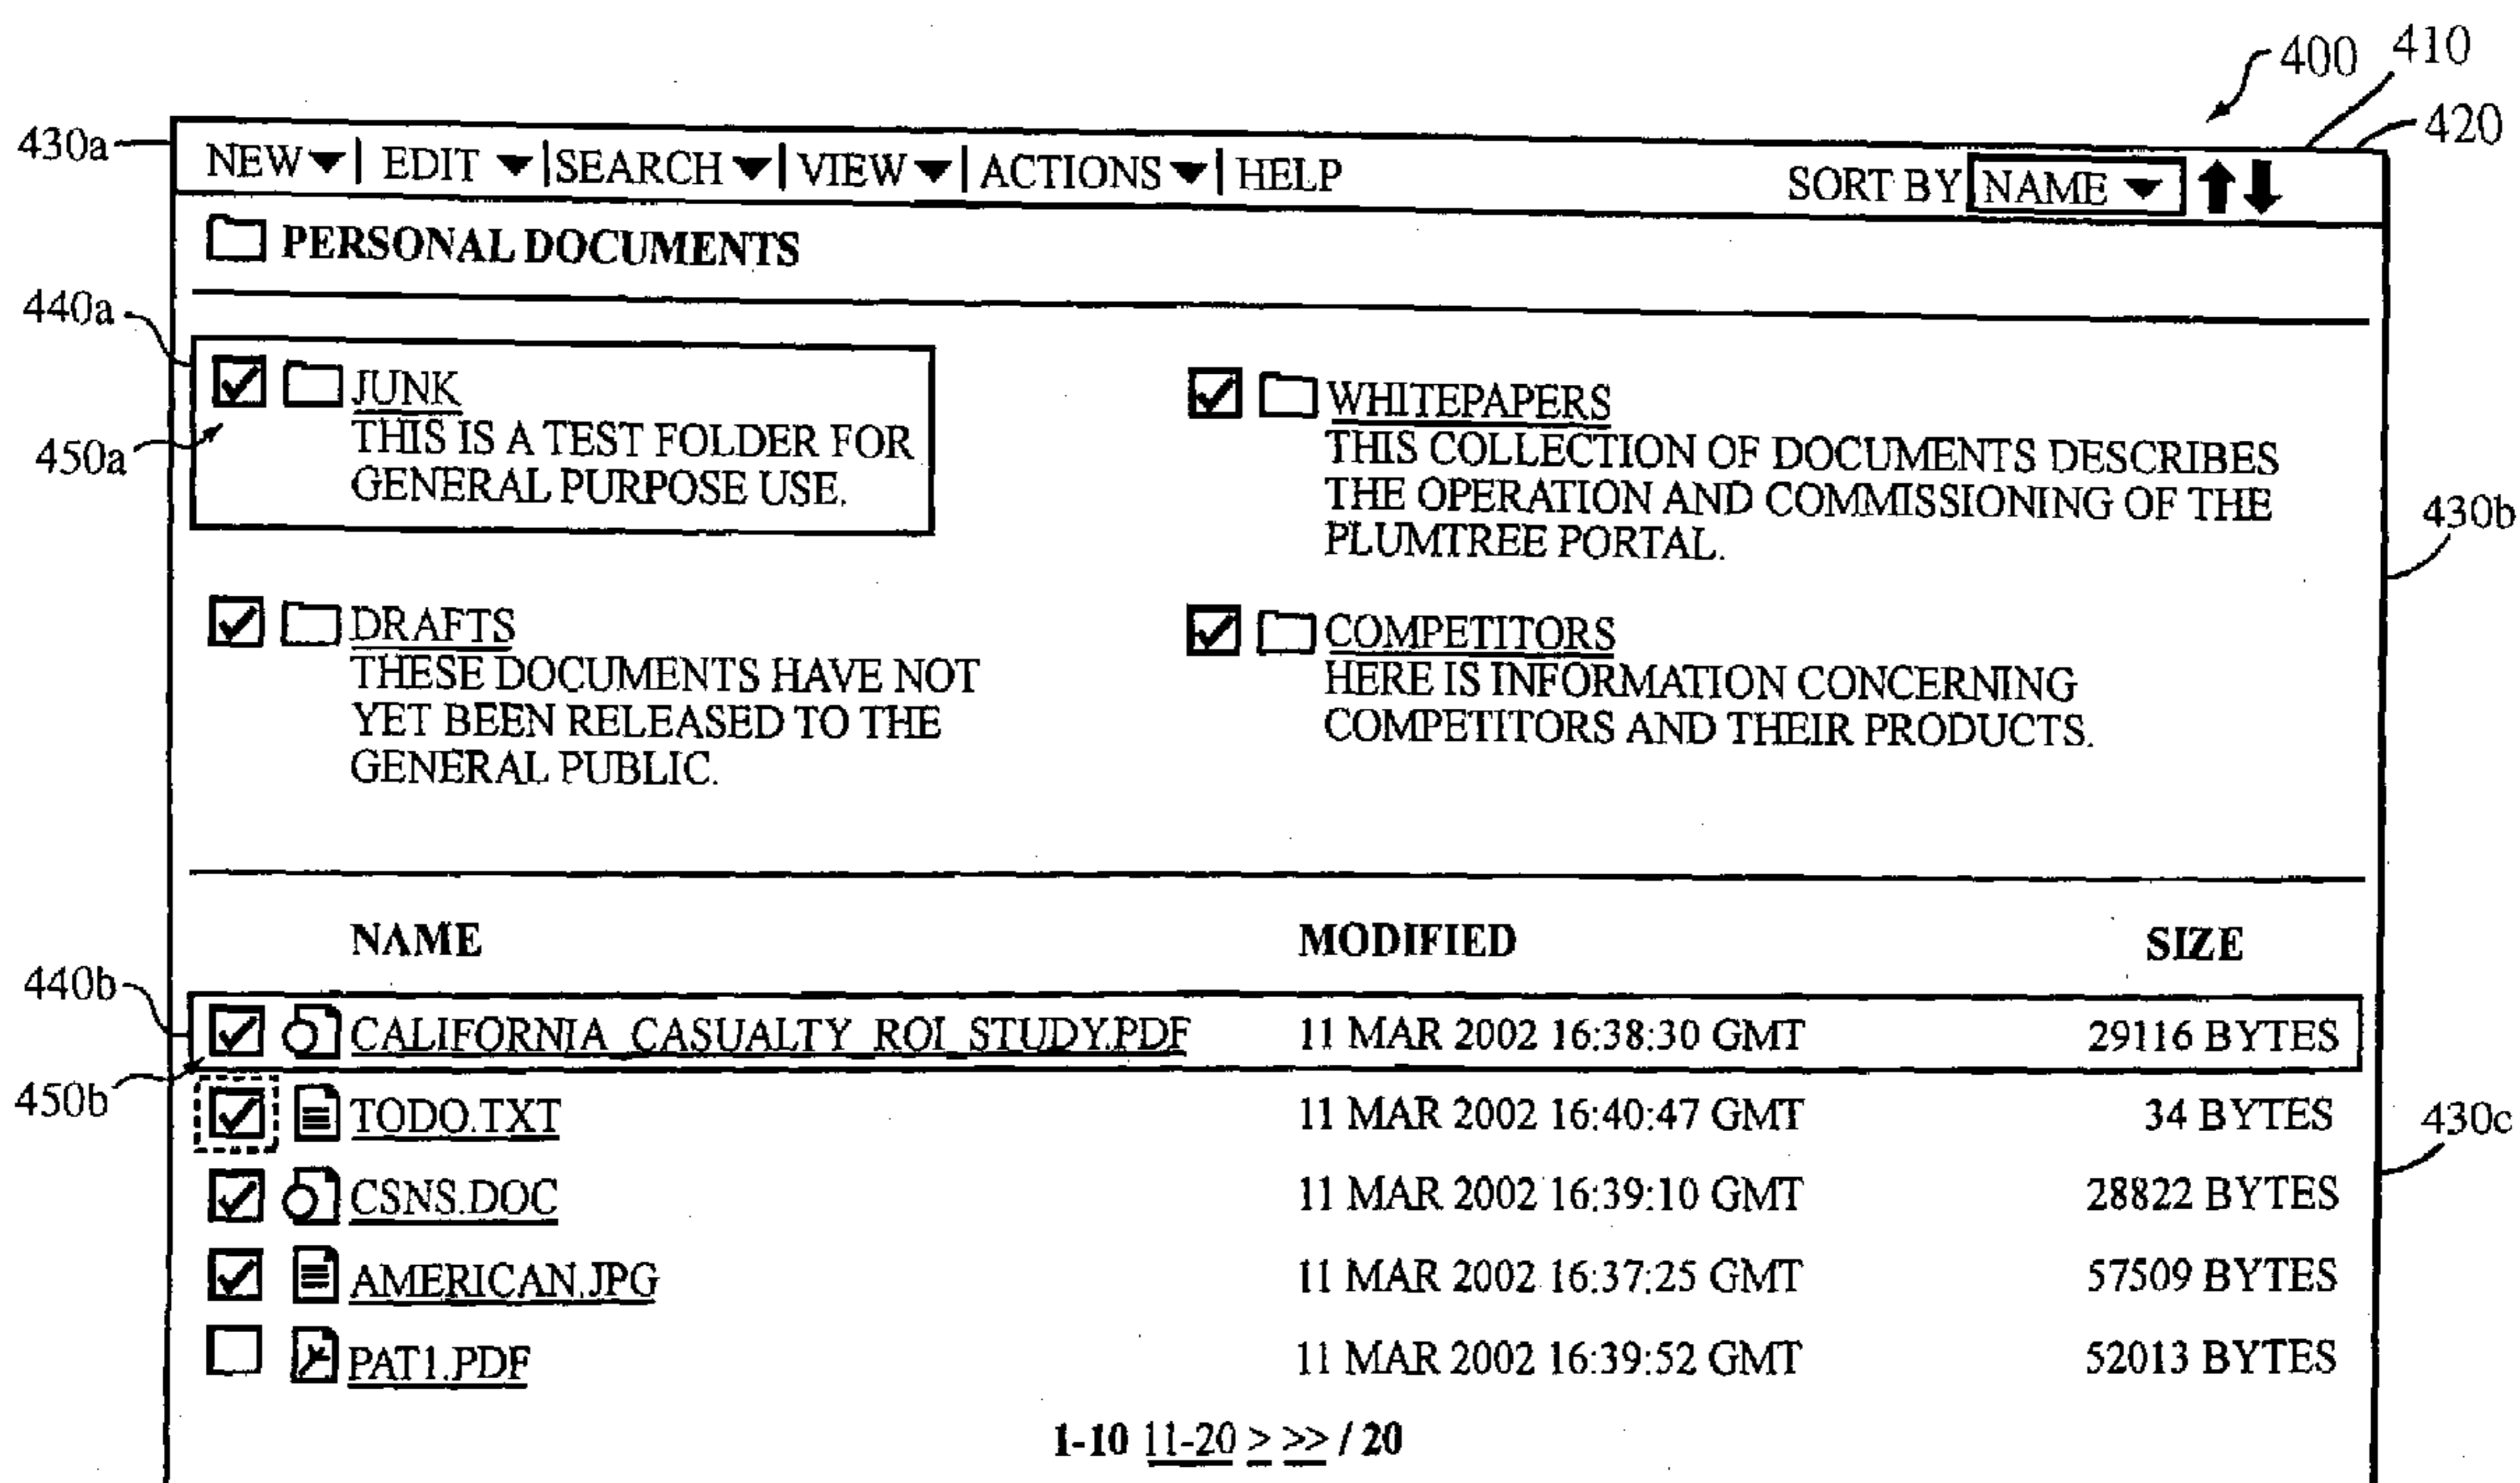 400 410
420
430a
NEW | EDIT | SEARCH | VIEW | ACTIONS | HELP SORT BY NAME
PERSONAL DOCUMENTS
440a
JUNK
THIS IS A TEST FOLDER FOR
GENERAL PURPOSE USE.
450a
WHITEPAPERS
THIS COLLECTION OF DOCUMENTS DESCRIBES
THE OPERATION AND COMMISSIONING OF THE
PLUMTREE PORTAL.
430b
DRAFTS
THESE DOCUMENTS HAVE NOT
YET BEEN RELEASED TO THE
GENERAL PUBLIC.
COMPETITORS
HERE IS INFORMATION CONCERNING
COMPETITORS AND THEIR PRODUCTS.
NAME MODIFIED SIZE
440b
CALIFORNIA_CASUALTY_ROI_STUDY.PDF 11 MAR 2002 16:38:30 GMT 29116 BYTES
450b
TODO.TXT 11 MAR 2002 16:40:47 GMT 34 BYTES
430c
CSNS.DOC 11 MAR 2002 16:39:10 GMT 28822 BYTES
AMERICAN.JPG 11 MAR 2002 16:37:25 GMT 57509 BYTES
PAT1.PDF 11 MAR 2002 16:39:52 GMT 52013 BYTES
1-10 11-20 > >> / 20